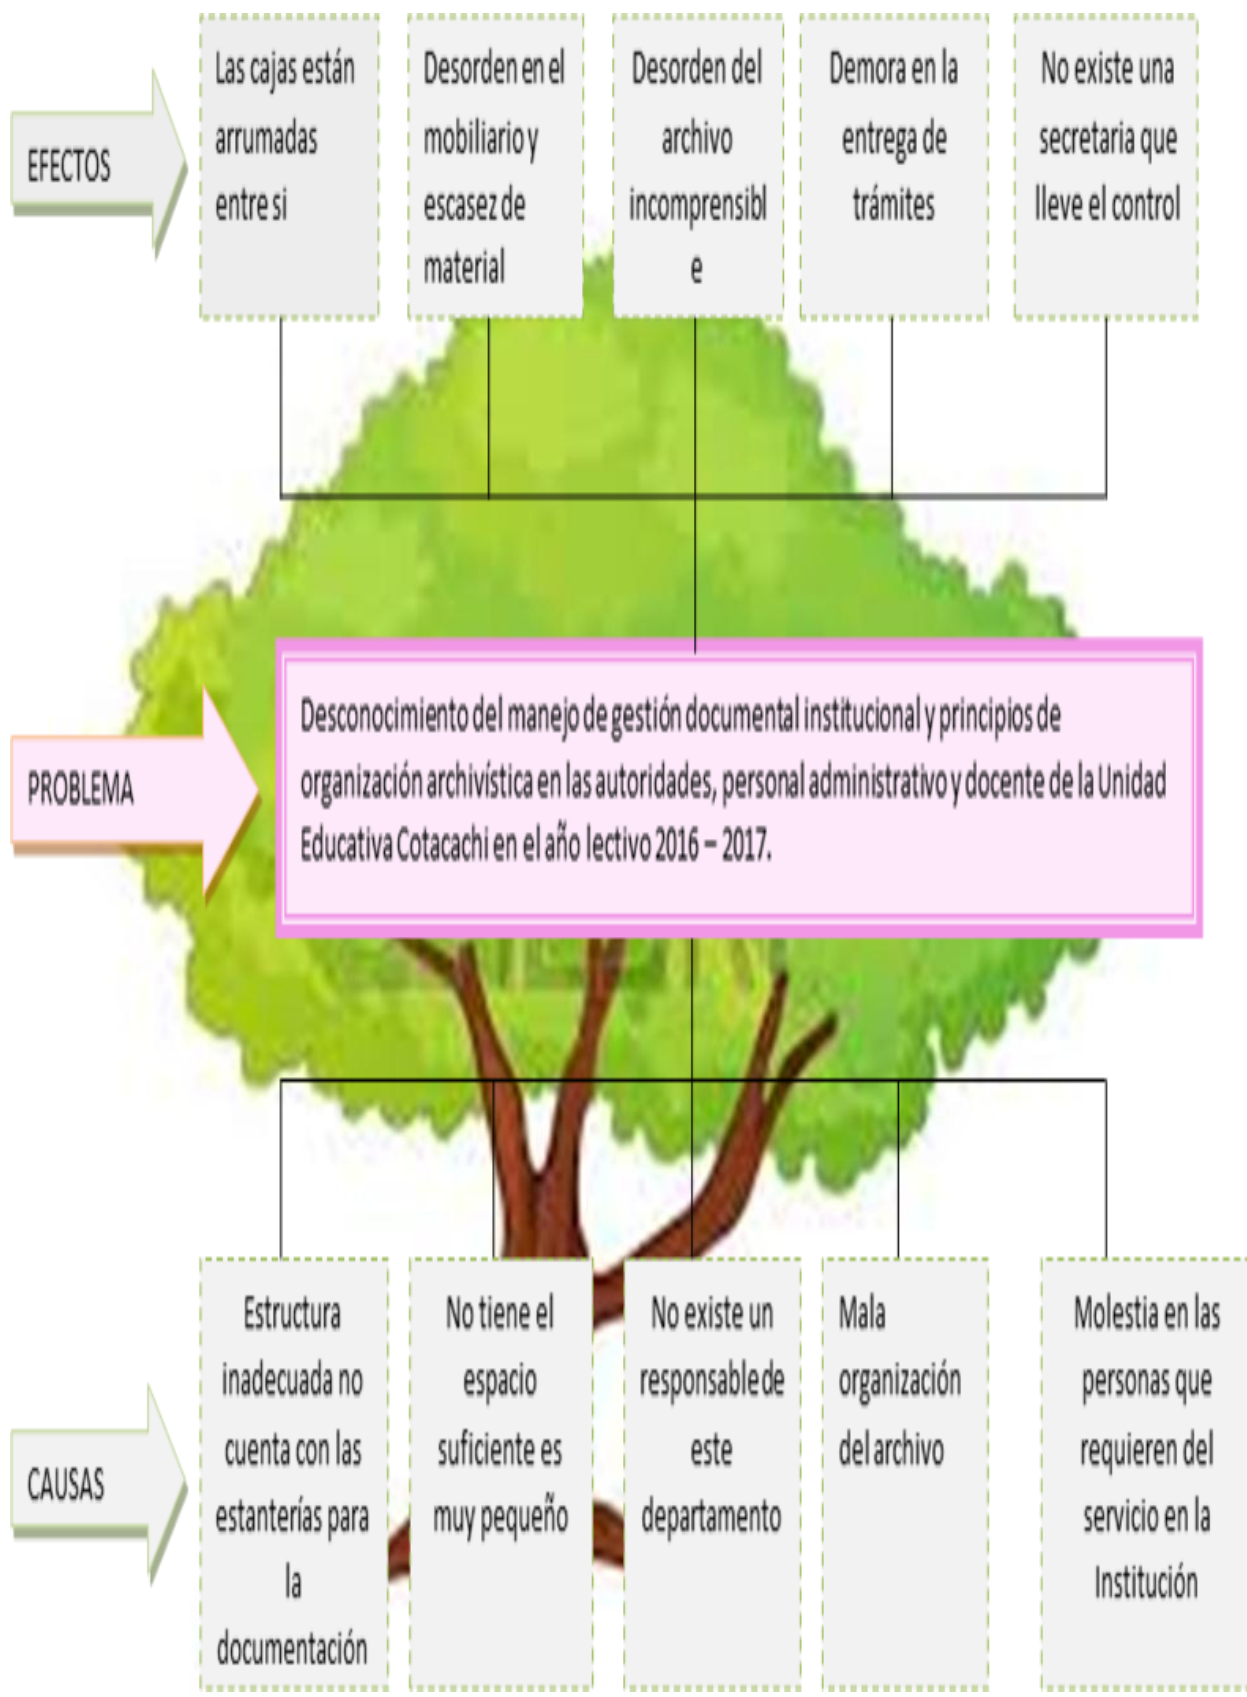 EFECTOS
Las cajas están
arrumadas
entre si
Desorden en el
mobiliario y
escasez de
material
Desorden del
archivo
incomprensibl
e
Demora en la
entrega de
trámites
No existe una
secretaria que
lleve el control
PROBLEMA
Desconocimiento del manejo de gestión documental institucional y principios de
organización archivística en las autoridades, personal administrativo y docente de la Unidad
Educativa Cotacachi en el año lectivo 2016 – 2017.
CAUSAS
Estructura
inadecuada no
cuenta con las
estanterías para
la
documentación
No tiene el
espacio
suficiente es
muy pequeño
No existe un
responsable de
este
departamento
Mala
organización
del archivo
Molestia en las
personas que
requieren del
servicio en la
Institución